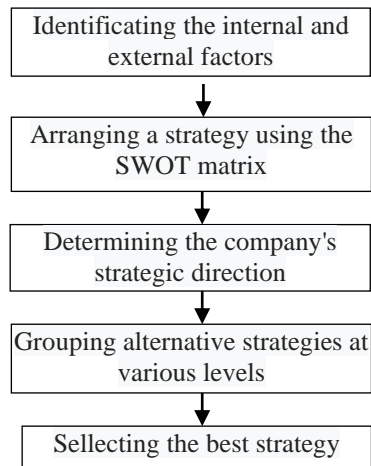 Identificating the internal and
external factors
Arranging a strategy using the
SWOT matrix
Determining the company's
strategic direction
Grouping alternative strategies at
various levels
Sellecting the best strategy